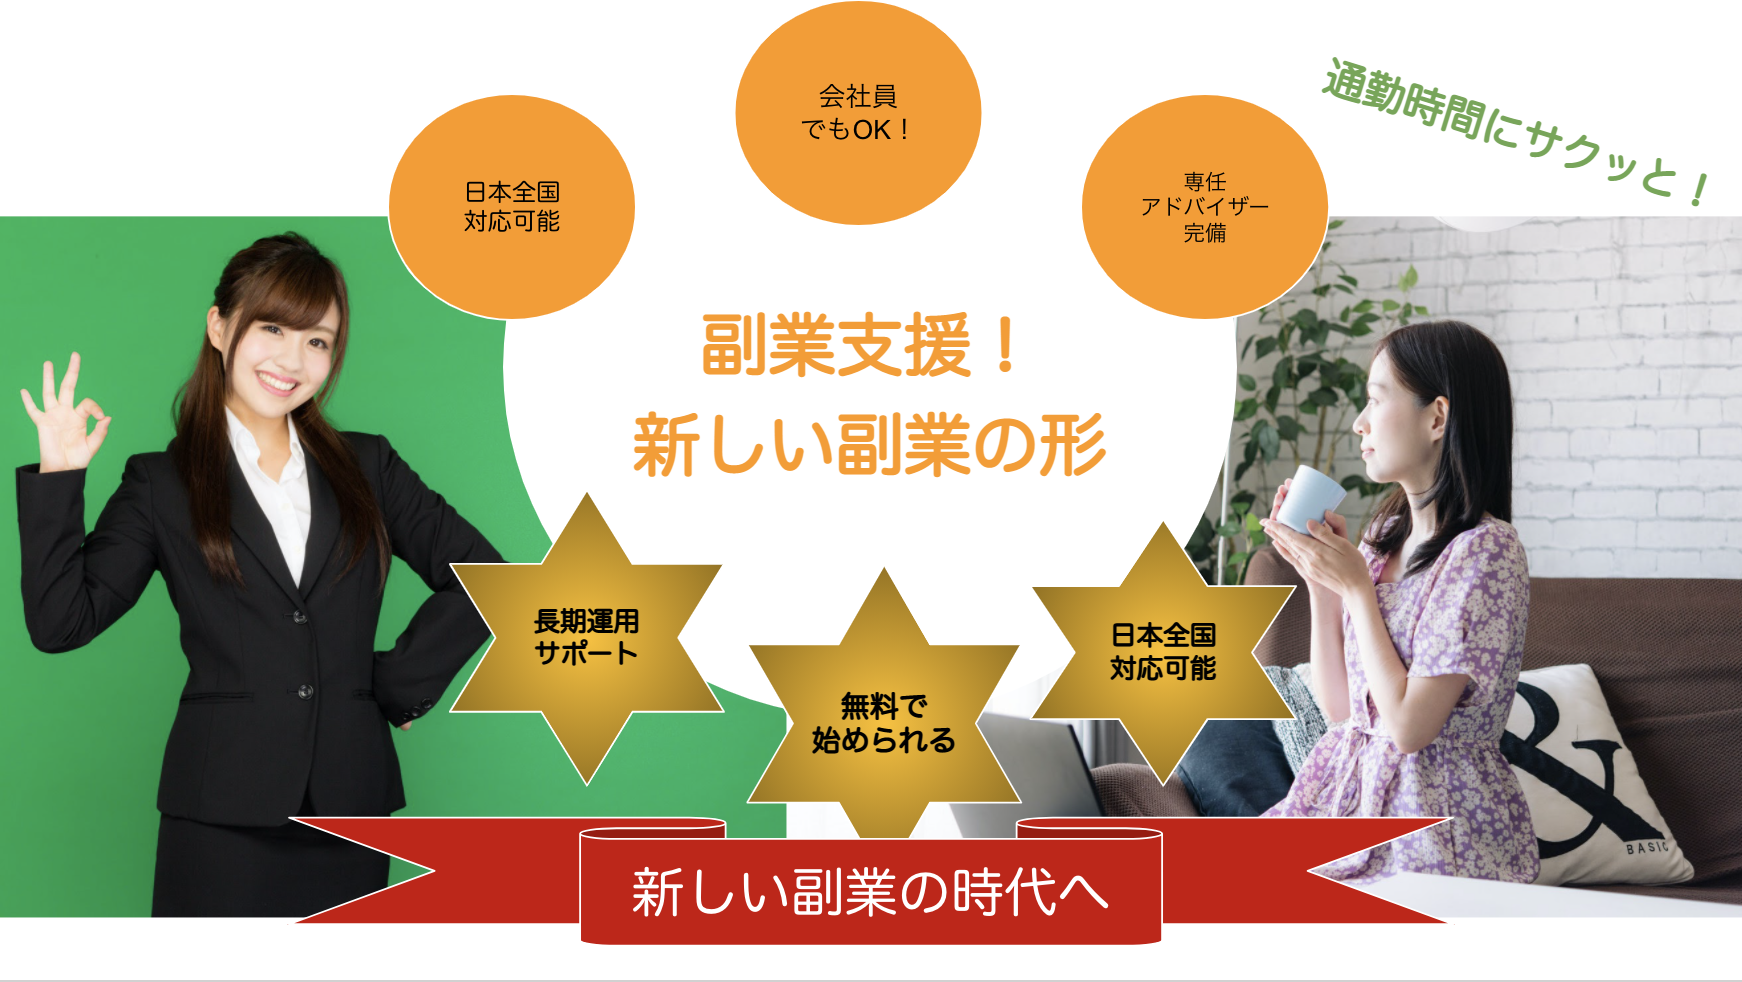 会社員
でもOK！
日本全国
対応可能
専任
アドバイザー
完備
通勤時間にサクッと！
副業支援！
新しい副業の形
長期運用
サポート
無料で
始められる
日本全国
対応可能
BASIC
&
新しい副業の時代へ